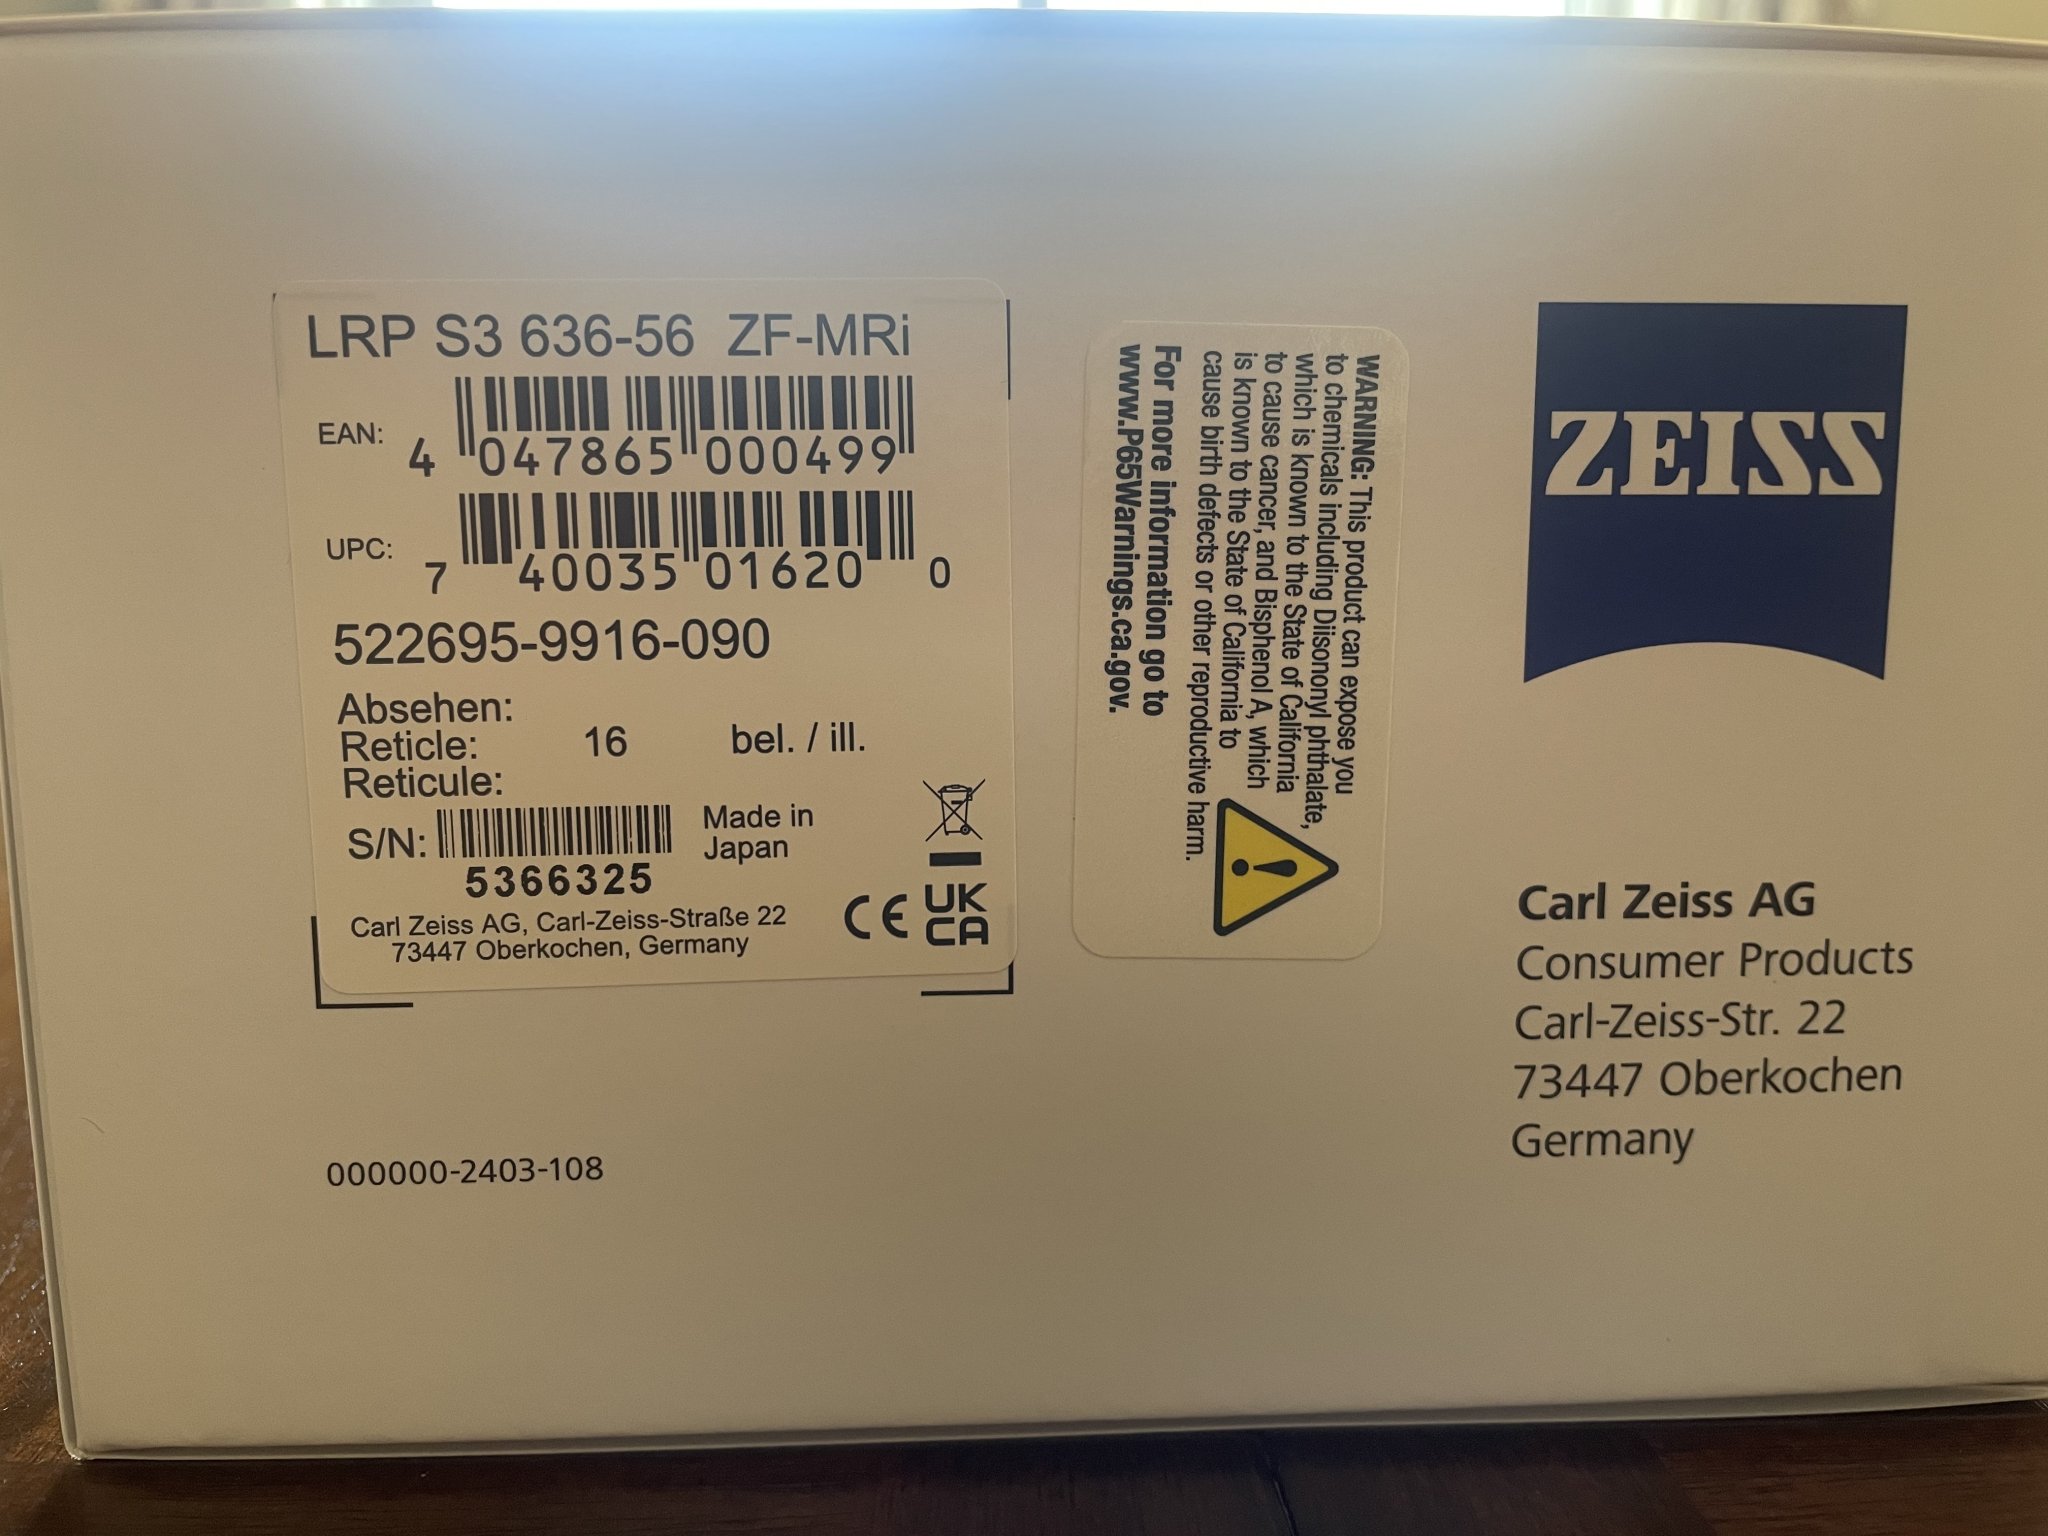 LRP S3 636-56 ZF-MRi
EAN: 4 047865 000499
UPC: 7 40035 01620 0
522695-9916-090
Absehen:
Reticle: 16 bel. / ill.
Reticule:
S/N: 5366325
Made in
Japan
CE
UK
CA
Carl Zeiss AG, Carl-Zeiss-Straße 22
73447 Oberkochen, Germany
000000-2403-108
WARNING: This product can expose you
to chemicals including Diisononyl phthalate,
which is known to the State of California
to cause cancer, and Bisphenol A, which
is known to the State of California to
cause birth defects or other reproductive harm.
For more information go to
www.P65Warnings.ca.gov.
ZEISS
Carl Zeiss AG
Consumer Products
Carl-Zeiss-Str. 22
73447 Oberkochen
Germany